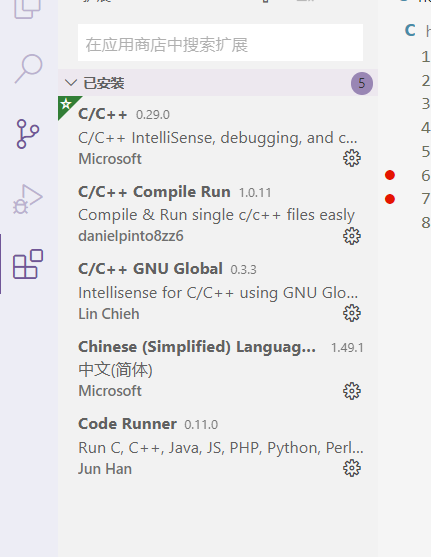 在应用商店中搜索扩展
已安装
5
C/C++ 0.29.0
C/C++ IntelliSense, debugging, and c...
Microsoft
C/C++ Compile Run 1.0.11
Compile & Run single c/c++ files easily
danielpinto8zz6
C/C++ GNU Global 0.3.3
Intellisense for C/C++ using GNU Glo...
Lin Chieh
Chinese (Simplified) Languag... 1.49.1
中文(简体)
Microsoft
Code Runner 0.11.0
Run C, C++, Java, JS, PHP, Python, Perl...
Jun Han
C
1
2
3
4
5
6
7
8